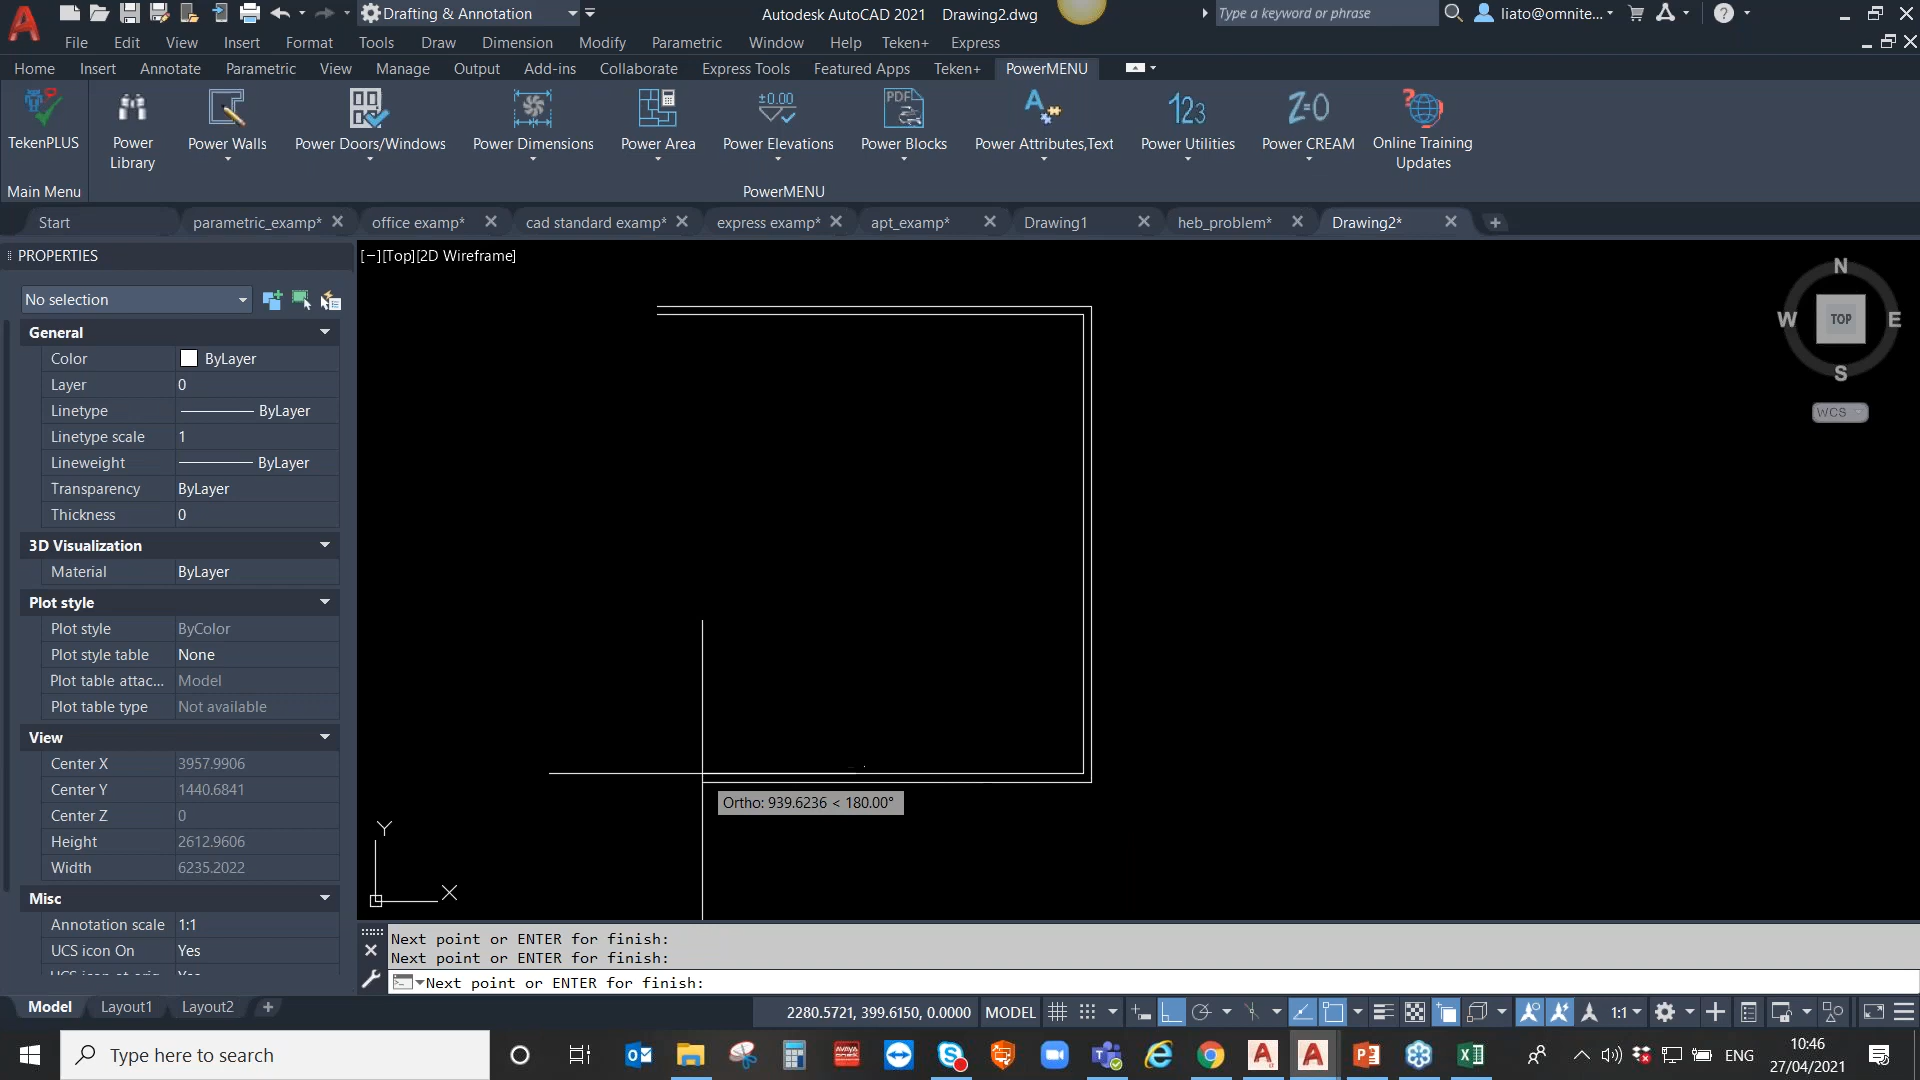 Drafting & Annotation
Autodesk AutoCAD 2021 Drawing2.dwg
Type a keyword or phrase
liato@omnite...
File Edit View Insert Format Tools Draw Dimension Modify Parametric Window Help Teken+ Express
Home Insert Annotate Parametric View Manage Output Add-ins Collaborate Express Tools Featured Apps Teken+ PowerMENU
TekenPLUS
Power Library
Power Walls
Power Doors/Windows
Power Dimensions
Power Area
±0.00
Power Elevations
PDF
Power Blocks
A
Power Attributes,Text
123
Power Utilities
Z=0
Power CREAM
Online Training Updates
Main Menu
PowerMENU
Start parametric_examp* office examp* cad standard examp* express examp* apt_examp* Drawing1 heb_problem* Drawing2*
PROPERTIES
No selection
General
Color ByLayer
Layer 0
Linetype ByLayer
Linetype scale 1
Lineweight ByLayer
Transparency ByLayer
Thickness 0
3D Visualization
Material ByLayer
Plot style
Plot style ByColor
Plot style table None
Plot table attac... Model
Plot table type Not available
View
Center X 3957.9906
Center Y 1440.6841
Center Z 0
Height 2612.9606
Width 6235.2022
Misc
Annotation scale 1:1
UCS icon On Yes
[−][Top][2D Wireframe]
N
W TOP E
S
WCS
Ortho: 939.6236 < 180.00°
Y
X
Next point or ENTER for finish:
Next point or ENTER for finish:
Next point or ENTER for finish:
Model Layout1 Layout2
2280.5721, 399.6150, 0.0000 MODEL
1:1
Type here to search
ENG
10:46
27/04/2021